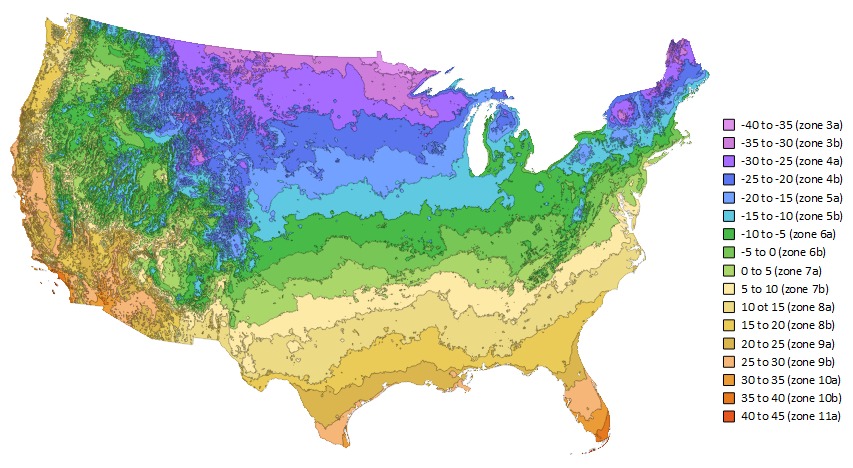 -40 to -35 (zone 3a)
-35 to -30 (zone 3b)
-30 to -25 (zone 4a)
-25 to -20 (zone 4b)
-20 to -15 (zone 5a)
-15 to -10 (zone 5b)
-10 to -5 (zone 6a)
-5 to 0 (zone 6b)
0 to 5 (zone 7a)
5 to 10 (zone 7b)
10 ot 15 (zone 8a)
15 to 20 (zone 8b)
20 to 25 (zone 9a)
25 to 30 (zone 9b)
30 to 35 (zone 10a)
35 to 40 (zone 10b)
40 to 45 (zone 11a)